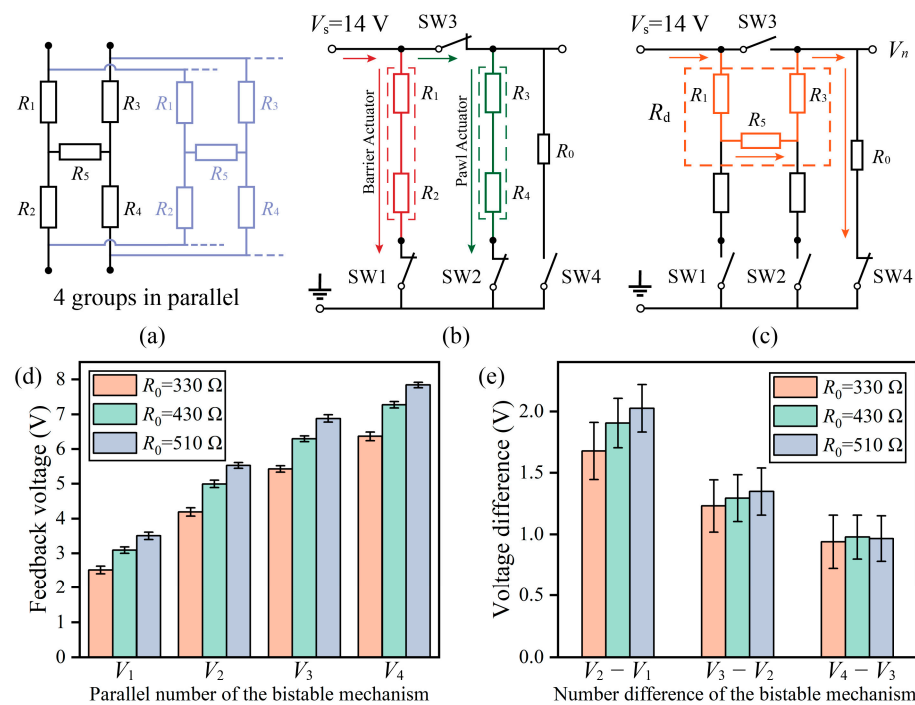 R₁ R₃ R₁ R₃
R₅ R₅
R₂ R₄ R₂ R₄
4 groups in parallel
(a)
Vₛ=14 V SW3
Barrier Actuator
R₁
R₂
Pawl Actuator
R₃
R₄
R₀
SW1 SW2 SW4
(b)
Vₛ=14 V SW3
Vₙ
R_d
R₁ R₃
R₅
R₀
SW1 SW2 SW4
(c)
(d)
R₀=330 Ω
R₀=430 Ω
R₀=510 Ω
Feedback voltage (V)
8
7
6
5
4
3
2
1
0
V₁ V₂ V₃ V₄
Parallel number of the bistable mechanism
(e)
R₀=330 Ω
R₀=430 Ω
R₀=510 Ω
Voltage difference (V)
2.0
1.5
1.0
0.5
0
V₂ − V₁ V₃ − V₂ V₄ − V₃
Number difference of the bistable mechanism